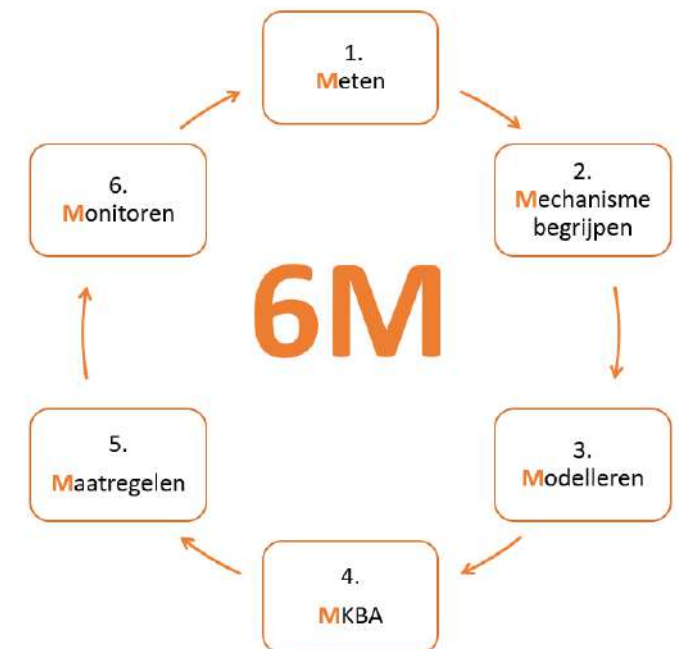 1.
Meten
2.
Mechanisme
begrijpen
3.
Modelleren
4.
MKBA
5.
Maatregelen
6.
Monitoren
6M